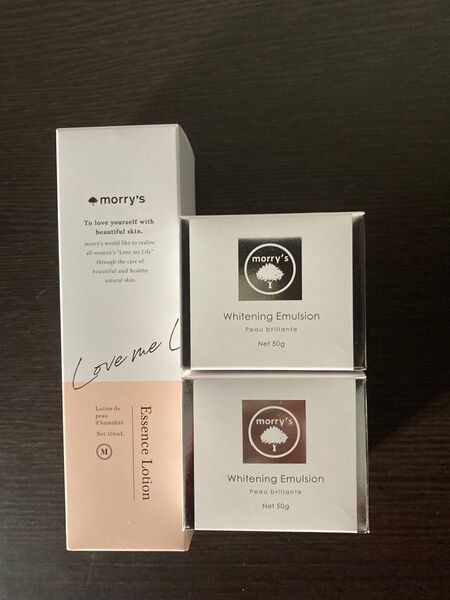 morry's
To love yourself with
beautiful skin.
morry's would like to realize
all women's "Love my Life"
through the care of
beautiful and healthy
natural skin.
Love me L
Lotion de
peau
d'humidité
Net 150mL
M
Essence Lotion
morry's
Whitening Emulsion
Peau brillante
Net 50g
morry's
Whitening Emulsion
Peau brillante
Net 50g